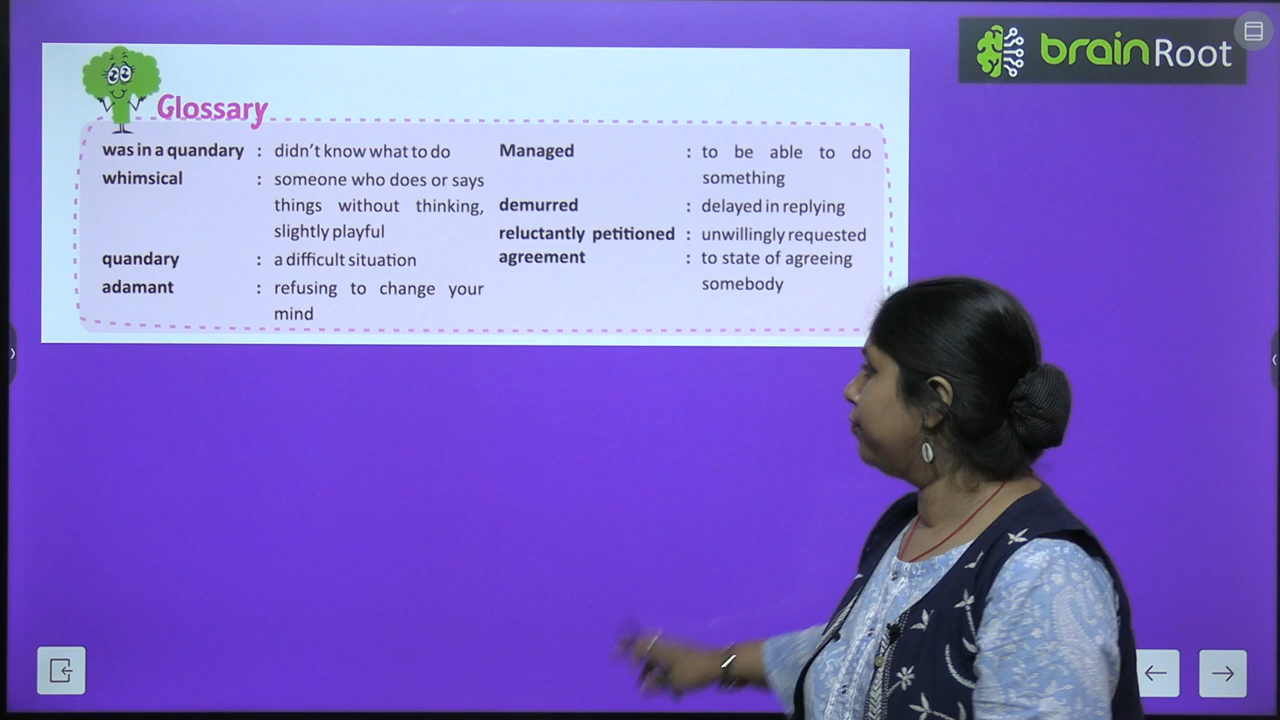 brainRoot
Glossary
was in a quandary : didn't know what to do
whimsical : someone who does or says
things without thinking,
slightly playful
quandary : a difficult situation
adamant : refusing to change your
mind
Managed : to be able to do
something
demurred : delayed in replying
reluctantly petitioned : unwillingly requested
agreement : to state of agreeing
somebody